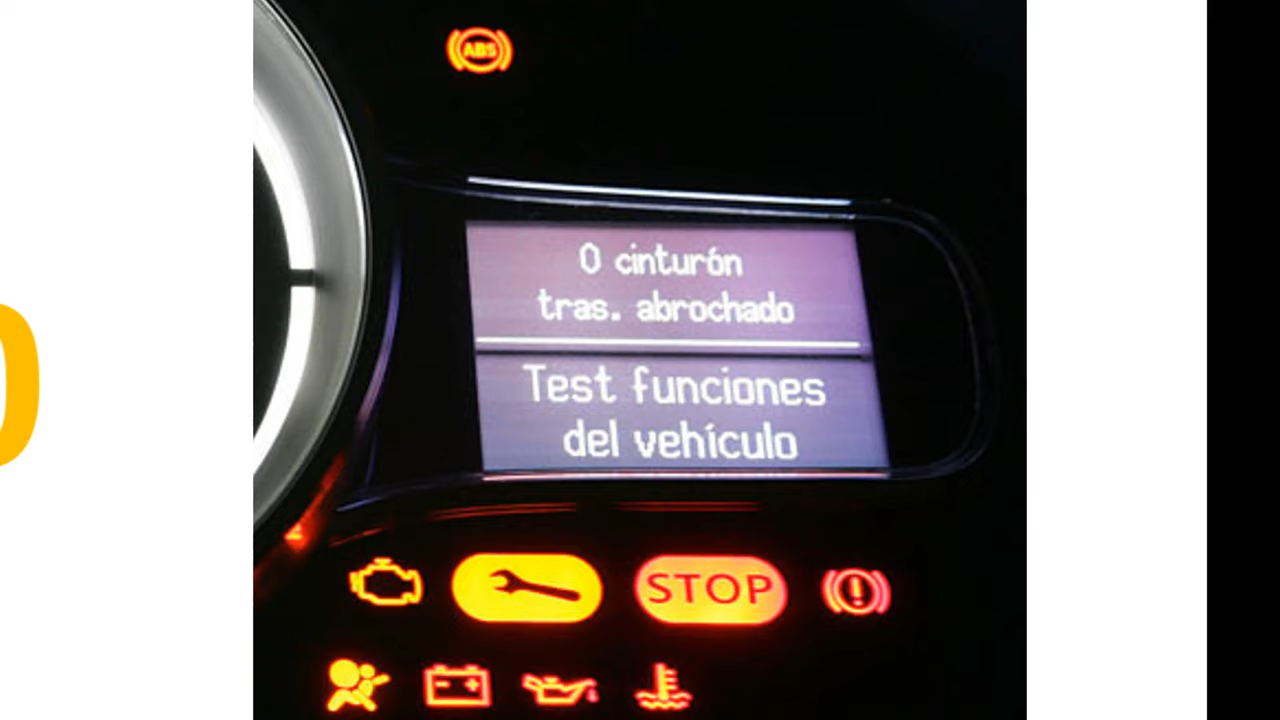 ABS
0 cinturón
tras. abrochado
Test funciones
del vehículo
STOP